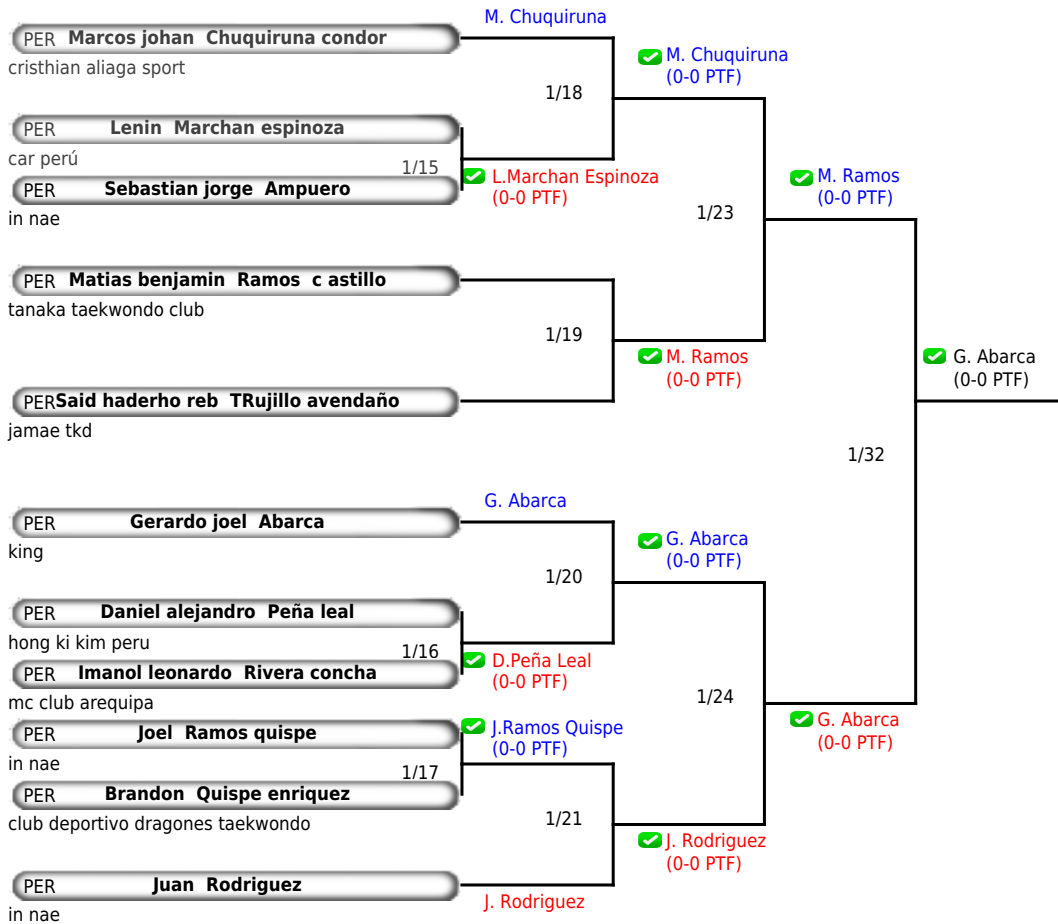 M. Chuquiruna
PER Marcos johan Chuquiruna condor
cristhian aliaga sport
M. Chuquiruna
(0-0 PTF)
1/18
PER Lenin Marchan espinoza
car perú
1/15
L.Marchan Espinoza
(0-0 PTF)
PER Sebastian jorge Ampuero
in nae
M. Ramos
(0-0 PTF)
1/23
PER Matias benjamin Ramos c astillo
tanaka taekwondo club
1/19
M. Ramos
(0-0 PTF)
G. Abarca
(0-0 PTF)
PER Said haderho reb TRujillo avendaño
jamae tkd
1/32
G. Abarca
PER Gerardo joel Abarca
king
G. Abarca
(0-0 PTF)
1/20
PER Daniel alejandro Peña leal
hong ki kim peru
1/16
D.Peña Leal
(0-0 PTF)
PER Imanol leonardo Rivera concha
mc club arequipa
1/24
G. Abarca
(0-0 PTF)
PER Joel Ramos quispe
in nae
J.Ramos Quispe
(0-0 PTF)
1/17
PER Brandon Quispe enriquez
club deportivo dragones taekwondo
1/21
J. Rodriguez
(0-0 PTF)
PER Juan Rodriguez
in nae
J. Rodriguez